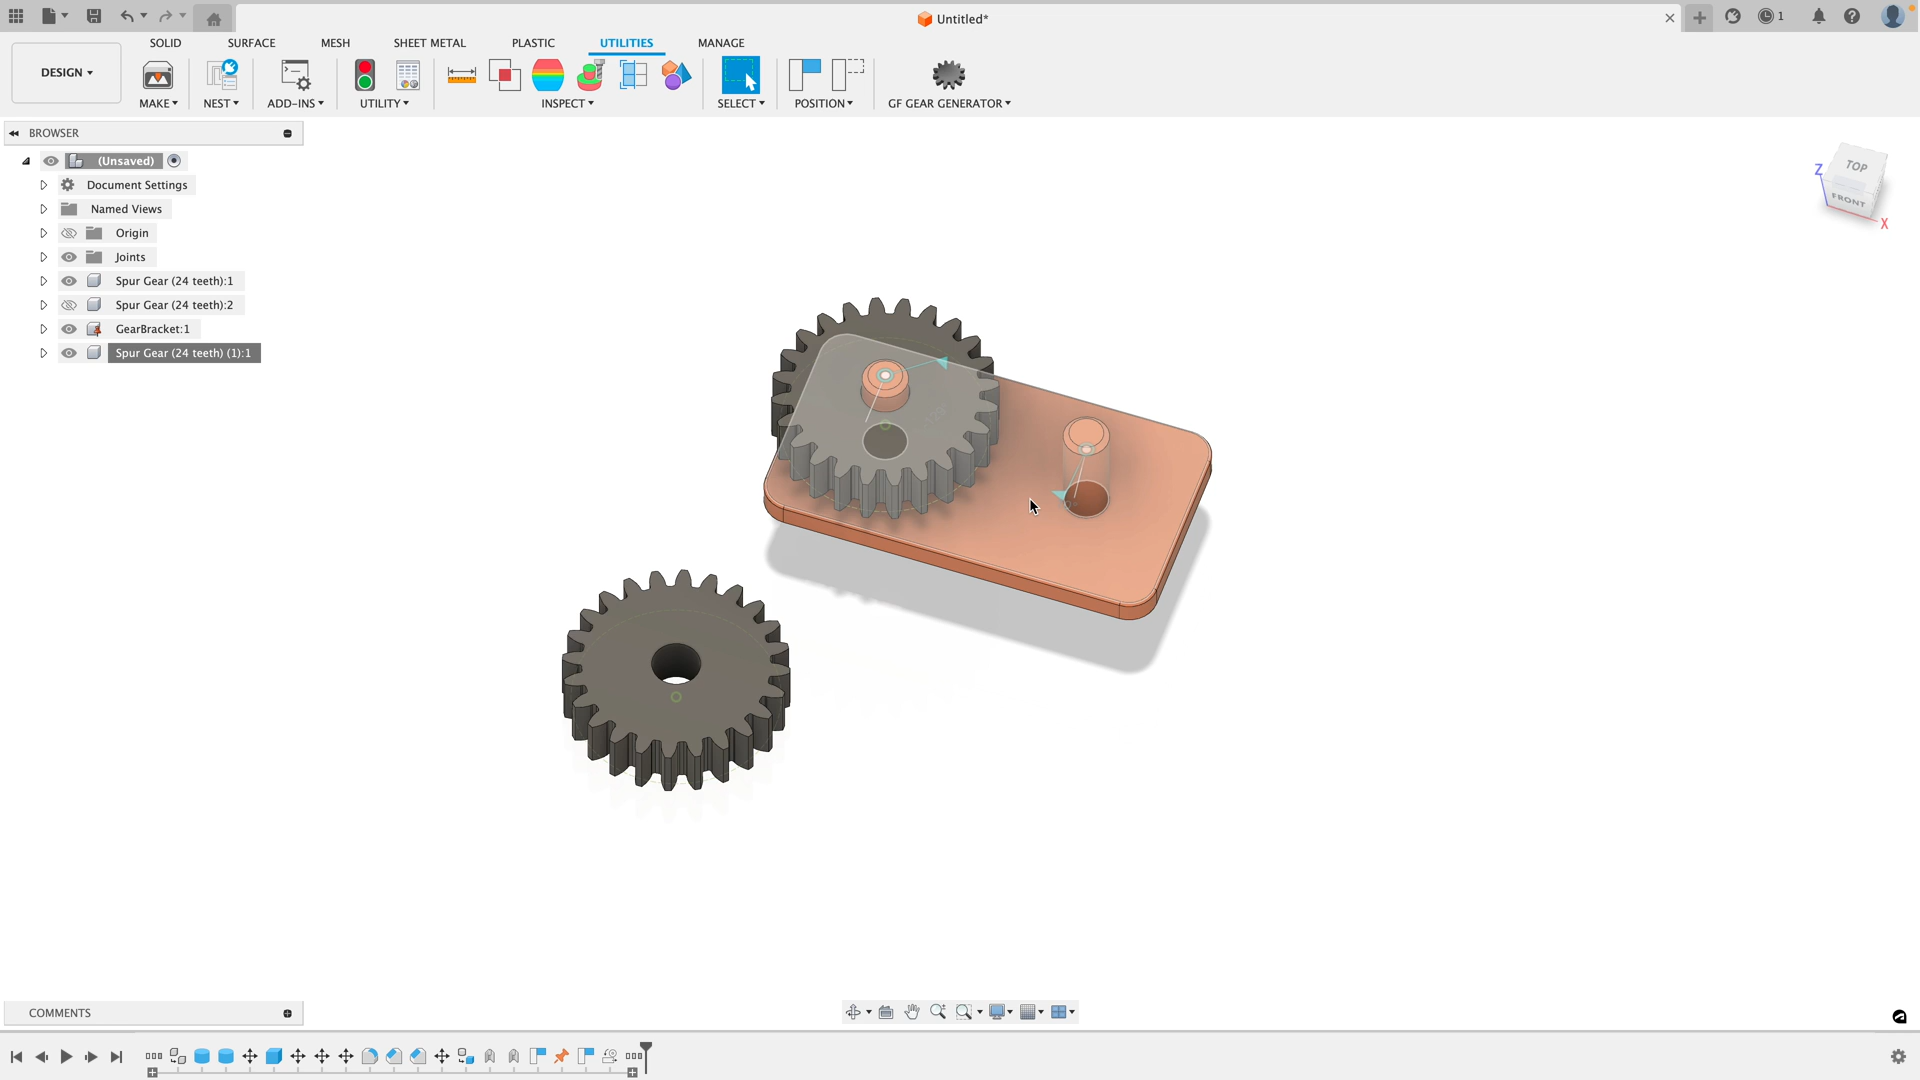 Untitled*
1
SOLID
SURFACE
MESH
SHEET METAL
PLASTIC
UTILITIES
MANAGE
DESIGN
MAKE
NEST
ADD-INS
UTILITY
INSPECT
SELECT
POSITION
GF GEAR GENERATOR
BROWSER
(Unsaved)
Document Settings
Named Views
Origin
Joints
Spur Gear (24 teeth):1
Spur Gear (24 teeth):2
GearBracket:1
Spur Gear (24 teeth) (1):1
TOP
FRONT
Z
X
COMMENTS